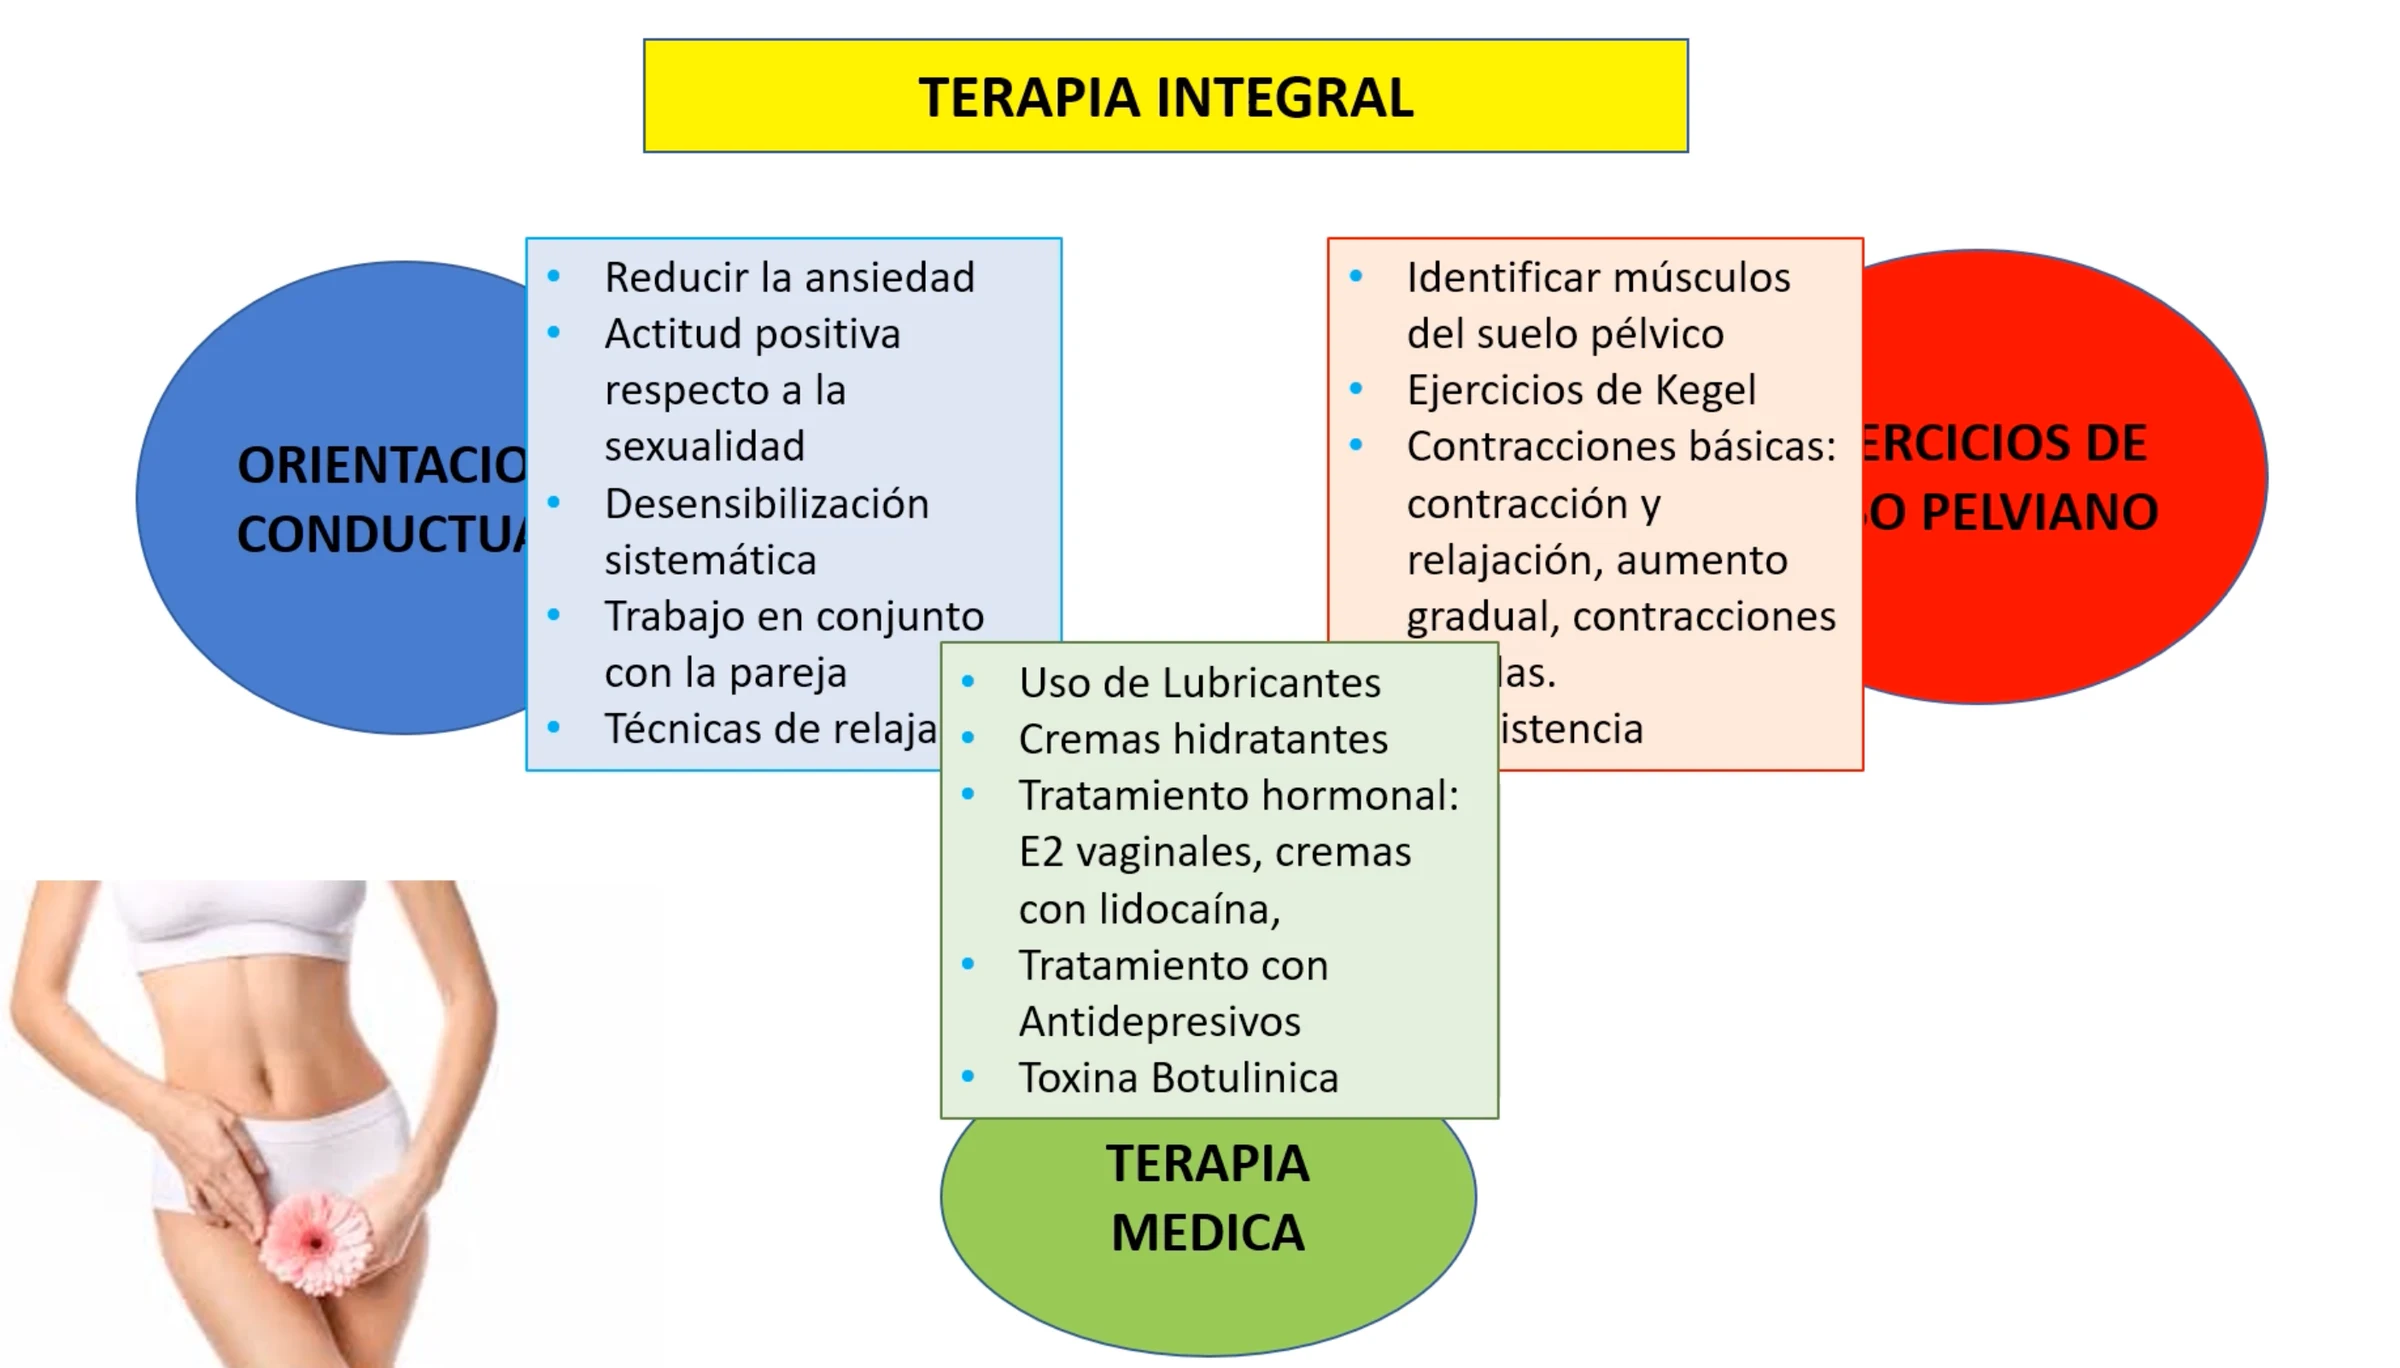 TERAPIA INTEGRAL
ORIENTACIO
CONDUCTUA
• Reducir la ansiedad
• Actitud positiva
respecto a la
sexualidad
• Desensibilización
sistemática
• Trabajo en conjunto
con la pareja
• Técnicas de relaja
• Identificar músculos
del suelo pélvico
• Ejercicios de Kegel
• Contracciones básicas:
contracción y
relajación, aumento
gradual, contracciones
las.
istencia
ERCICIOS DE
O PELVIANO
• Uso de Lubricantes
• Cremas hidratantes
• Tratamiento hormonal:
E2 vaginales, cremas
con lidocaína,
• Tratamiento con
Antidepresivos
• Toxina Botulinica
TERAPIA
MEDICA